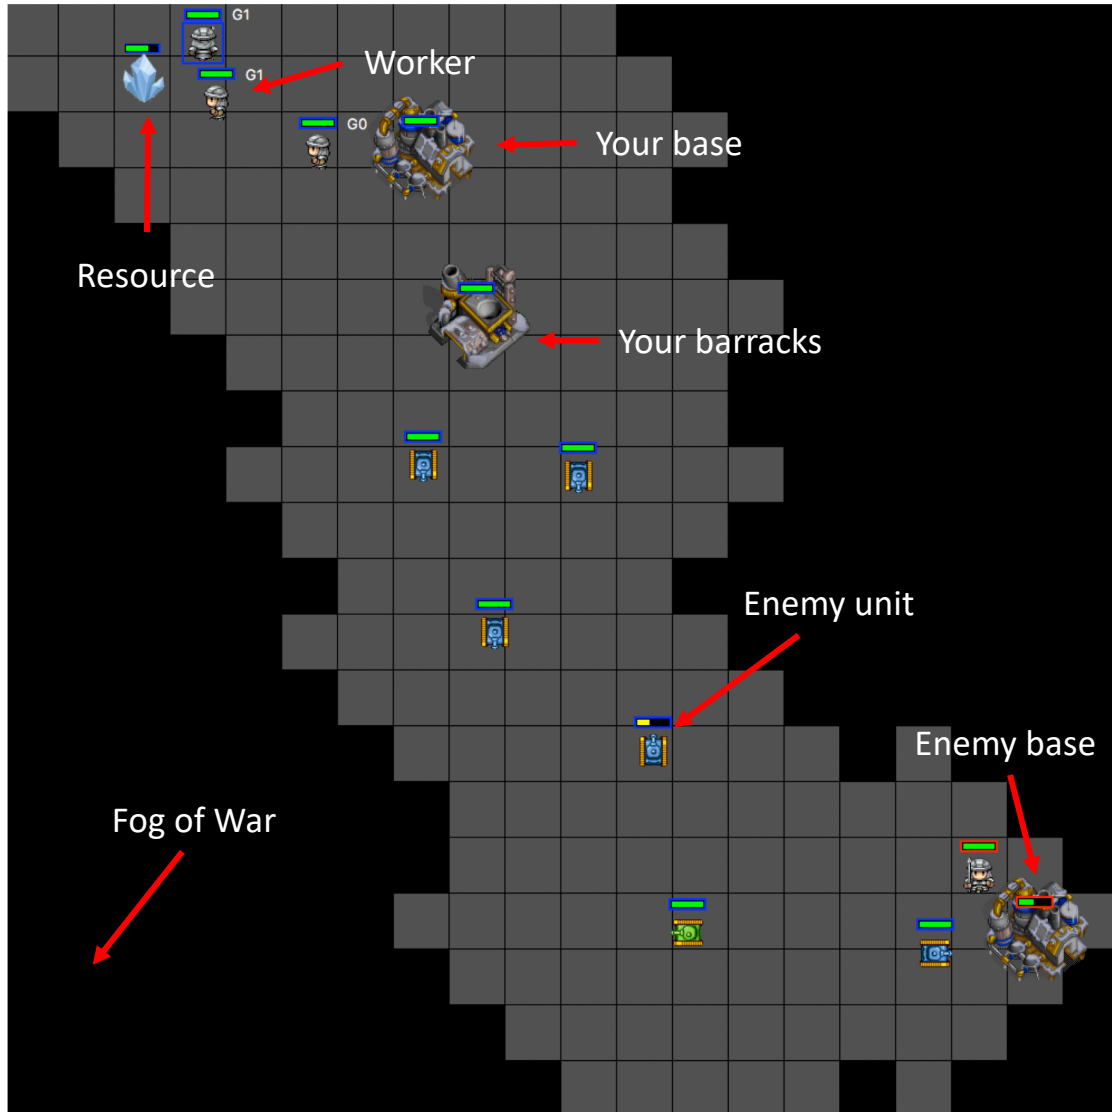 G1
G1
Worker
G0
Your base
Resource
Your barracks
Enemy unit
Enemy base
Fog of War